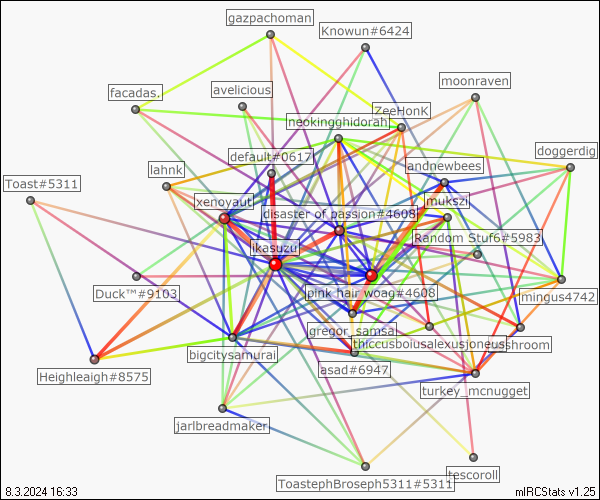 gazpachoman
Knowun#6424
moonraven
avelicious
facadas.
ZeeHonK
neokingghidorah
doggerdig
default#0617
andnewbees
lahnk
Toast#5311
xenoyaut
mukszi
disaster of passion#4608
Random Stuf6#5983
ikasuzu
Duck™#9103
pink hair woag#4608
mingus4742
gregor_samsa
thiccusboiusalexusjoneus
bigcitysamurai
asad#6947
Heighleaigh#8575
turkey_mcnugget
jarlbreadmaker
tescoroll
ToastephBroseph5311#5311
8.3.2024 16:33
mIRCStats v1.25